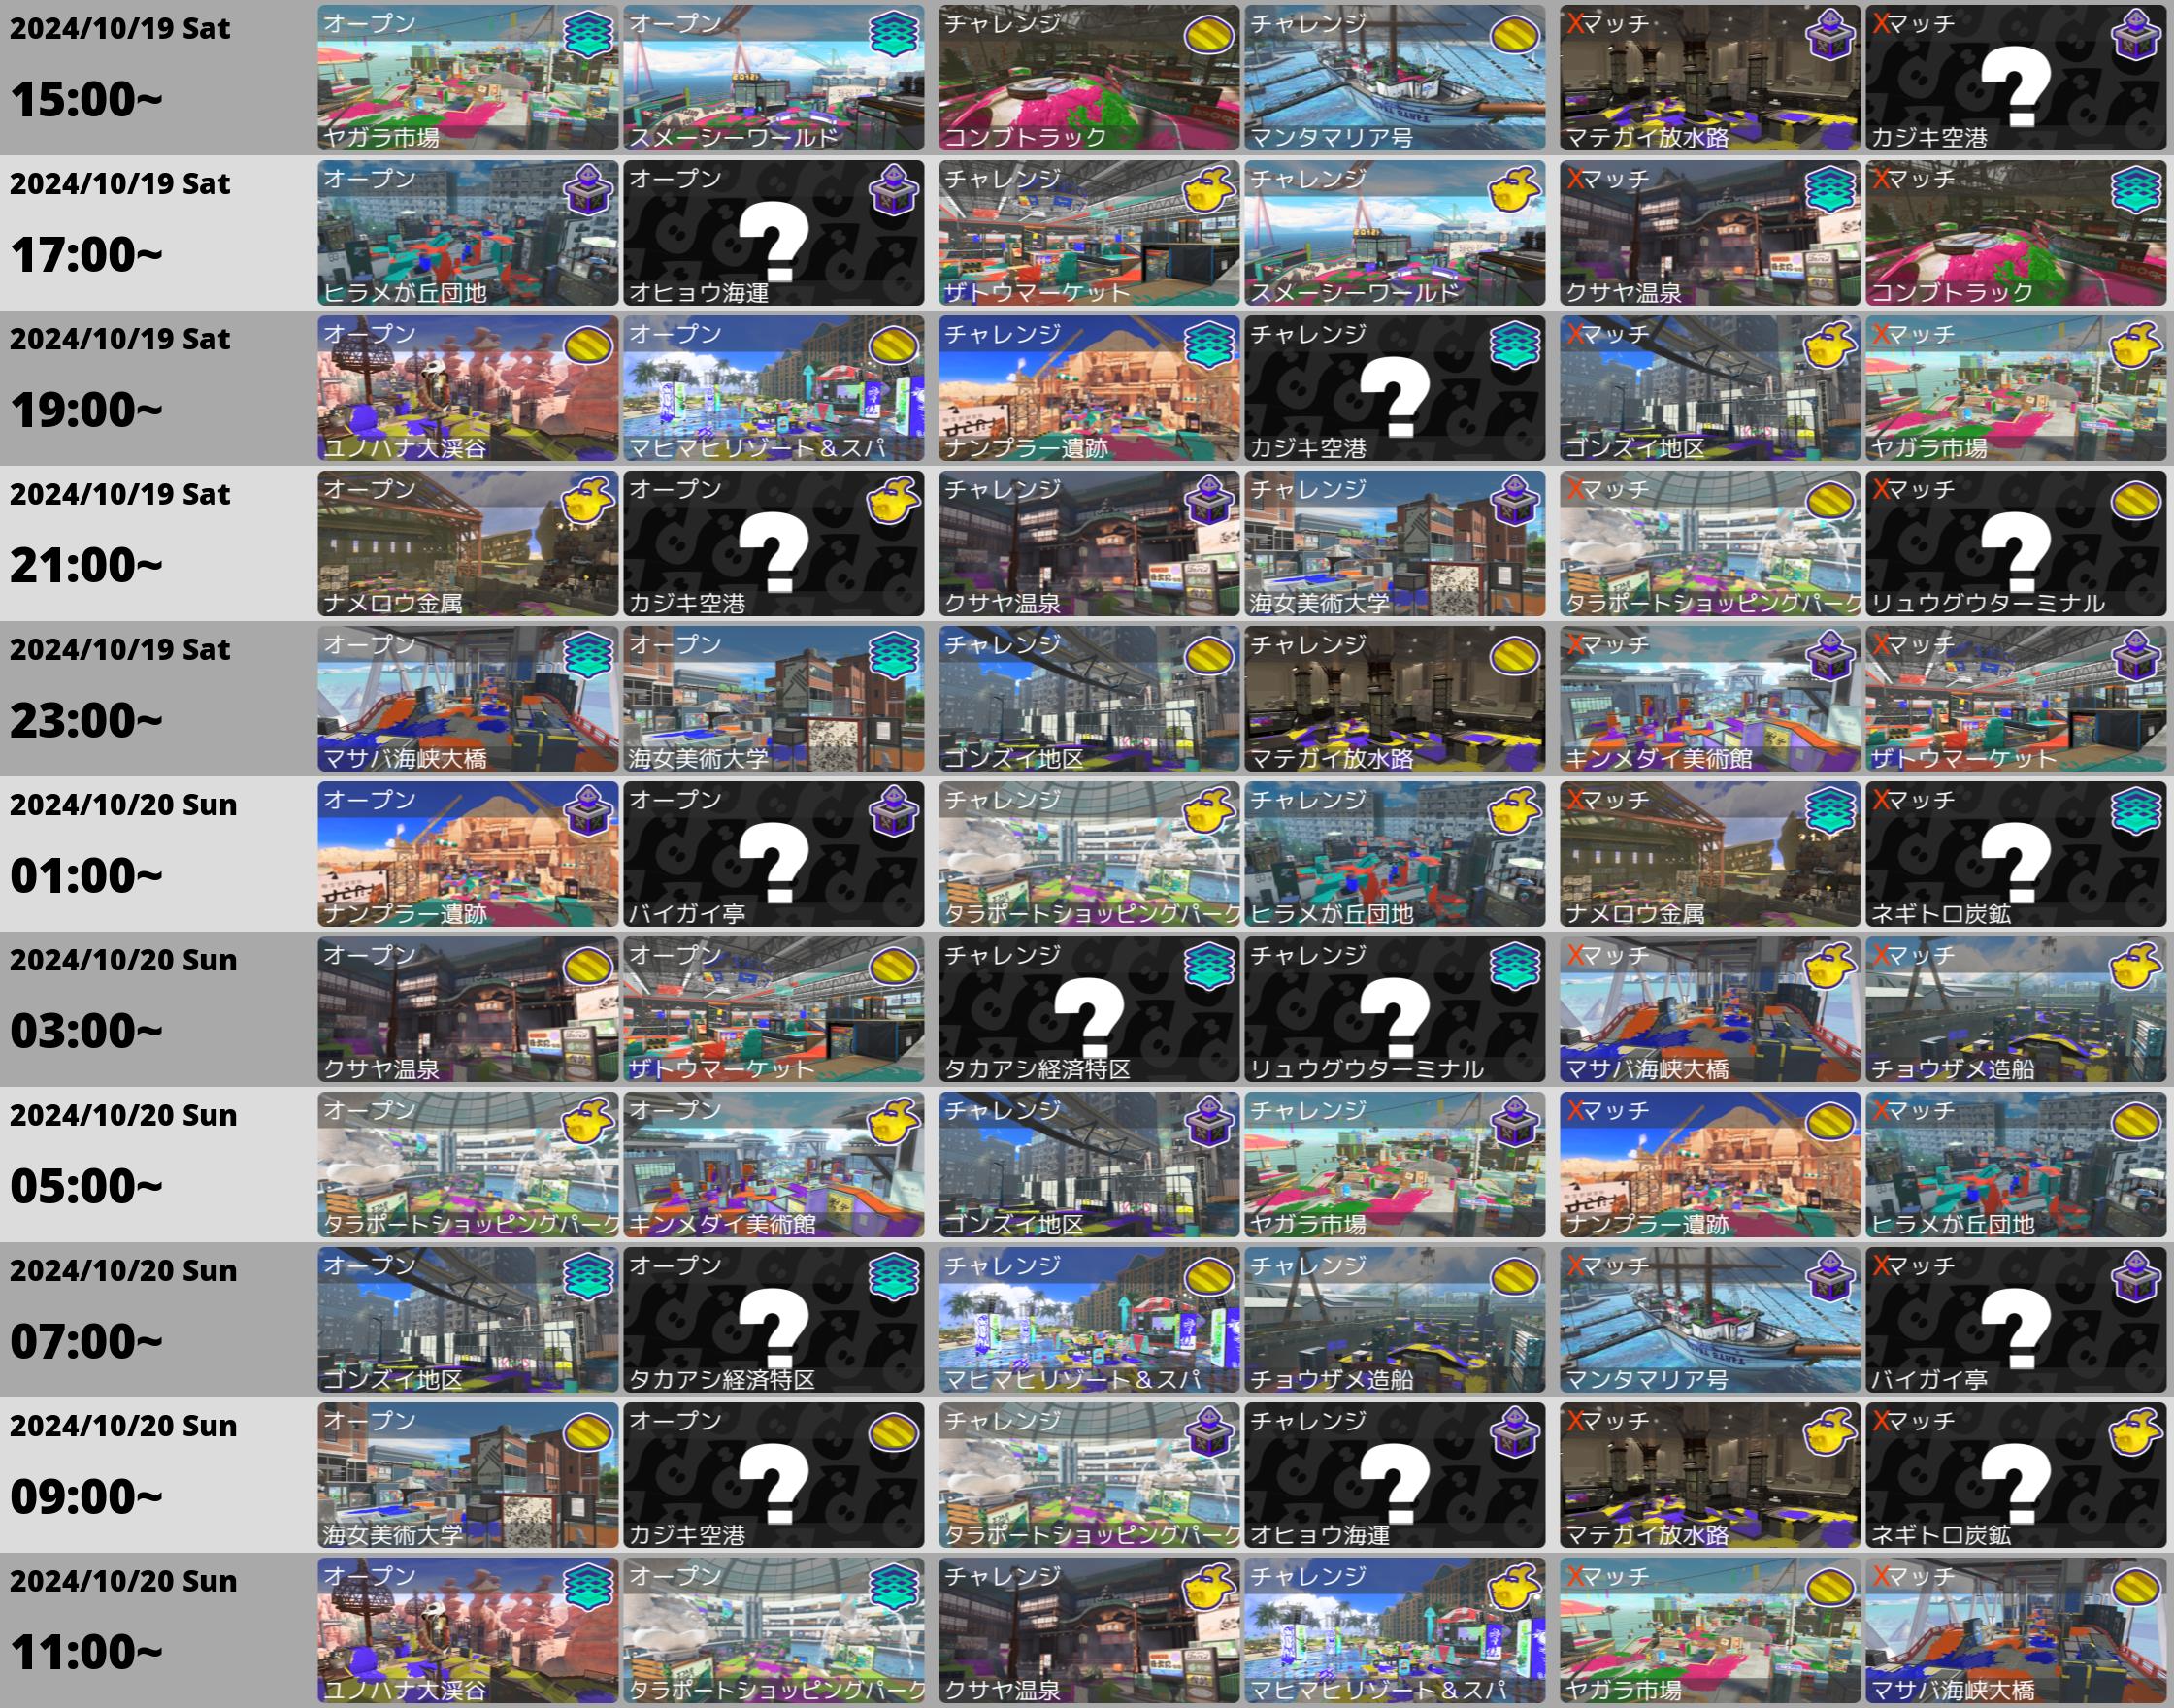 2024/10/19 Sat
15:00~
オープン
ヤガラ市場
オープン
スメーシーワールド
チャレンジ
コンブトラック
チャレンジ
マンタマリア号
Xマッチ
マテガイ放水路
Xマッチ
カジキ空港
2024/10/19 Sat
17:00~
オープン
ヒラメが丘団地
オープン
オヒョウ海運
チャレンジ
ザトウマーケット
チャレンジ
スメーシーワールド
Xマッチ
クサヤ温泉
Xマッチ
コンブトラック
2024/10/19 Sat
19:00~
オープン
ユノハナ大渓谷
オープン
マヒマヒリゾート＆スパ
チャレンジ
ナンプラー遺跡
チャレンジ
カジキ空港
Xマッチ
ゴンズイ地区
Xマッチ
ヤガラ市場
2024/10/19 Sat
21:00~
オープン
ナメロウ金属
オープン
カジキ空港
チャレンジ
クサヤ温泉
チャレンジ
海女美術大学
Xマッチ
タラポートショッピングパーク
Xマッチ
リュウグウターミナル
2024/10/19 Sat
23:00~
オープン
マサバ海峡大橋
オープン
海女美術大学
チャレンジ
ゴンズイ地区
チャレンジ
マテガイ放水路
Xマッチ
キンメダイ美術館
Xマッチ
ザトウマーケット
2024/10/20 Sun
01:00~
オープン
ナンプラー遺跡
オープン
バイガイ亭
チャレンジ
タラポートショッピングパーク
チャレンジ
ヒラメが丘団地
Xマッチ
ナメロウ金属
Xマッチ
ネギトロ炭鉱
2024/10/20 Sun
03:00~
オープン
クサヤ温泉
オープン
ザトウマーケット
チャレンジ
タカアシ経済特区
チャレンジ
リュウグウターミナル
Xマッチ
マサバ海峡大橋
Xマッチ
チョウザメ造船
2024/10/20 Sun
05:00~
オープン
タラポートショッピングパーク
オープン
キンメダイ美術館
チャレンジ
ゴンズイ地区
チャレンジ
ヤガラ市場
Xマッチ
ナンプラー遺跡
Xマッチ
ヒラメが丘団地
2024/10/20 Sun
07:00~
オープン
ゴンズイ地区
オープン
タカアシ経済特区
チャレンジ
マヒマヒリゾート＆スパ
チャレンジ
チョウザメ造船
Xマッチ
マンタマリア号
Xマッチ
バイガイ亭
2024/10/20 Sun
09:00~
オープン
海女美術大学
オープン
カジキ空港
チャレンジ
タラポートショッピングパーク
チャレンジ
オヒョウ海運
Xマッチ
マテガイ放水路
Xマッチ
ネギトロ炭鉱
2024/10/20 Sun
11:00~
オープン
ユノハナ大渓谷
オープン
タラポートショッピングパーク
チャレンジ
クサヤ温泉
チャレンジ
マヒマヒリゾート＆スパ
Xマッチ
ヤガラ市場
Xマッチ
マサバ海峡大橋